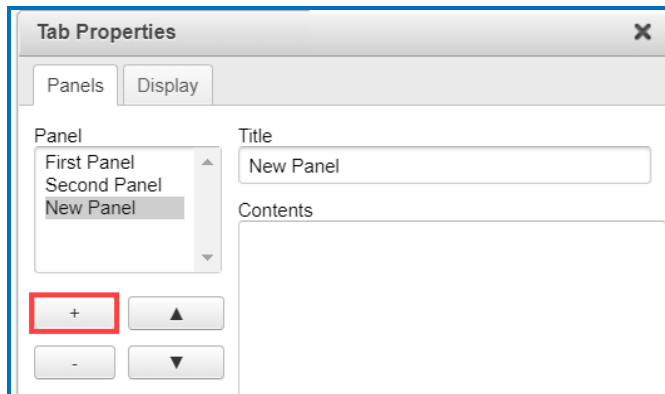 Tab Properties
Panels Display
Panel
First Panel
Second Panel
New Panel
+
-
Title
New Panel
Contents